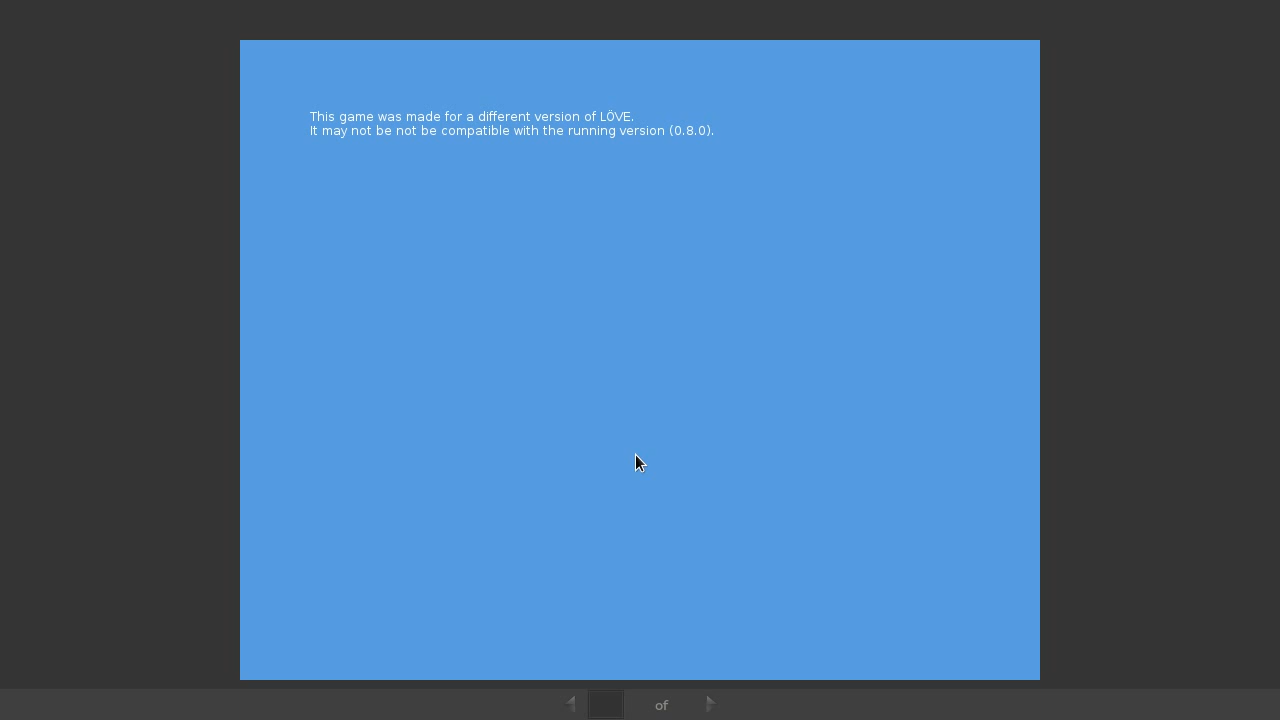 This game was made for a different version of LÖVE.
It may not be not be compatible with the running version (0.8.0).
of